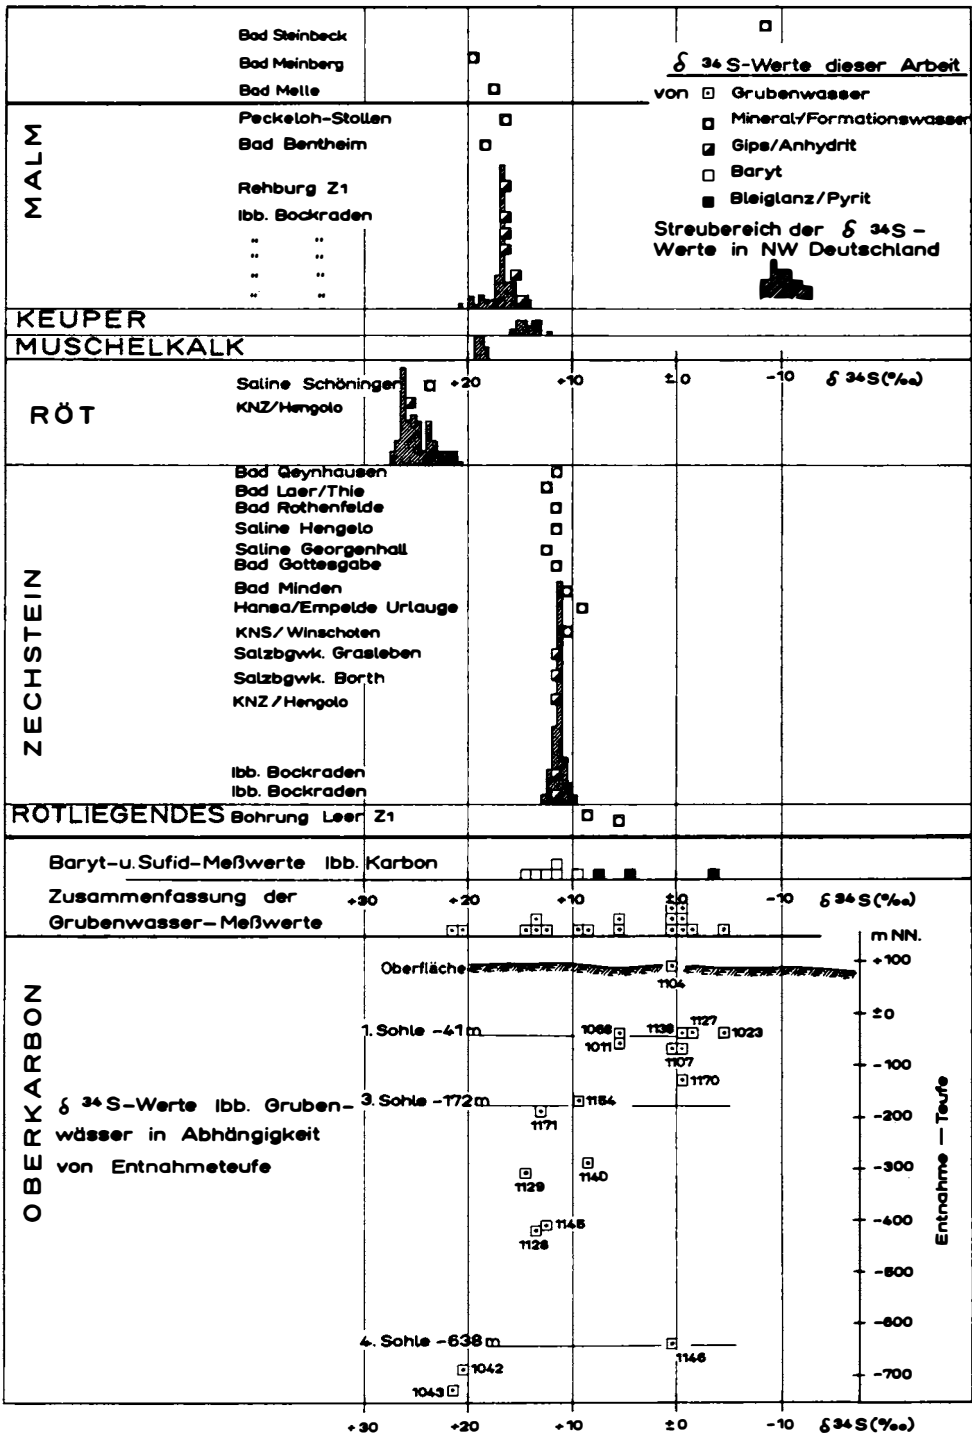 Bad Steinbeck
Bad Meinberg
Bad Melle
δ 34S-Werte dieser Arbeit
von Grubenwasser
Mineral/Formationswasser
Gips/Anhydrit
Baryt
Bleiglanz/Pyrit
Streubereich der δ 34S-
Werte in NW Deutschland
MALM
Peckeloh-Stollen
Bad Bentheim
Rehburg Z1
Ibb. Bockraden
" "
" "
" "
" "
KEUPER
MUSCHELKALK
+20 +10 ±0 -10 δ 34S(‰)
RÖT
Saline Schöningen
KNZ/Hengolo
ZECHSTEIN
Bad Qeynhausen
Bad Laer/Thie
Bad Rothenfelde
Saline Hengelo
Saline Georgenhall
Bad Gottesgabe
Bad Minden
Hansa/Empelde Urlauge
KNS/Winschoten
Salzbgwk. Grasleben
Salzbgwk. Borth
KNZ/Hengolo
Ibb. Bockraden
Ibb. Bockraden
ROTLIEGENDES Bohrung Leer Z1
Baryt-u. Sufid-Meßwerte Ibb. Karbon
Zusammenfassung der
Grubenwasser-Meßwerte
+20 +10 ±0 -10 δ 34S(‰)
m NN.
OBERKARBON
Oberfläche
1104
+100
±0
1. Sohle -41 m
1068
1011
1138
1127
1023
1107
-100
1170
δ 34S-Werte Ibb. Gruben-
wässer in Abhängigkeit
von Entnahmeteufe
3. Sohle -172 m
1154
1171
-200
1129
1140
-300
1145
1128
-400
-500
-600
Entnahme — Teufe
4. Sohle -638 m
1146
1042
1043
-700
+30 +20 +10 ±0 -10 δ 34S(‰)